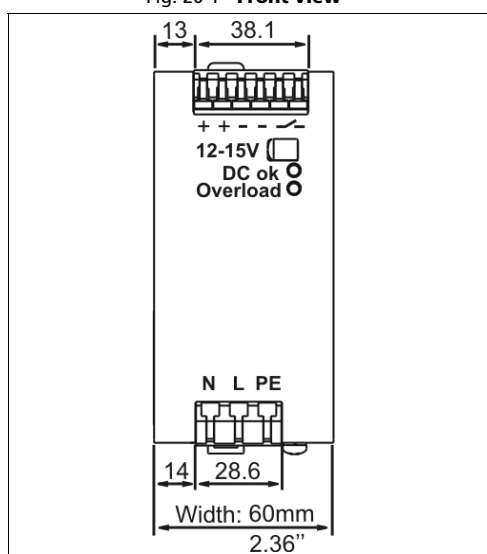 Fig. 20-1 Front view
13 38.1
+ + - -
12-15V
DC ok
Overload
N L PE
14 28.6
Width: 60mm
2.36’’